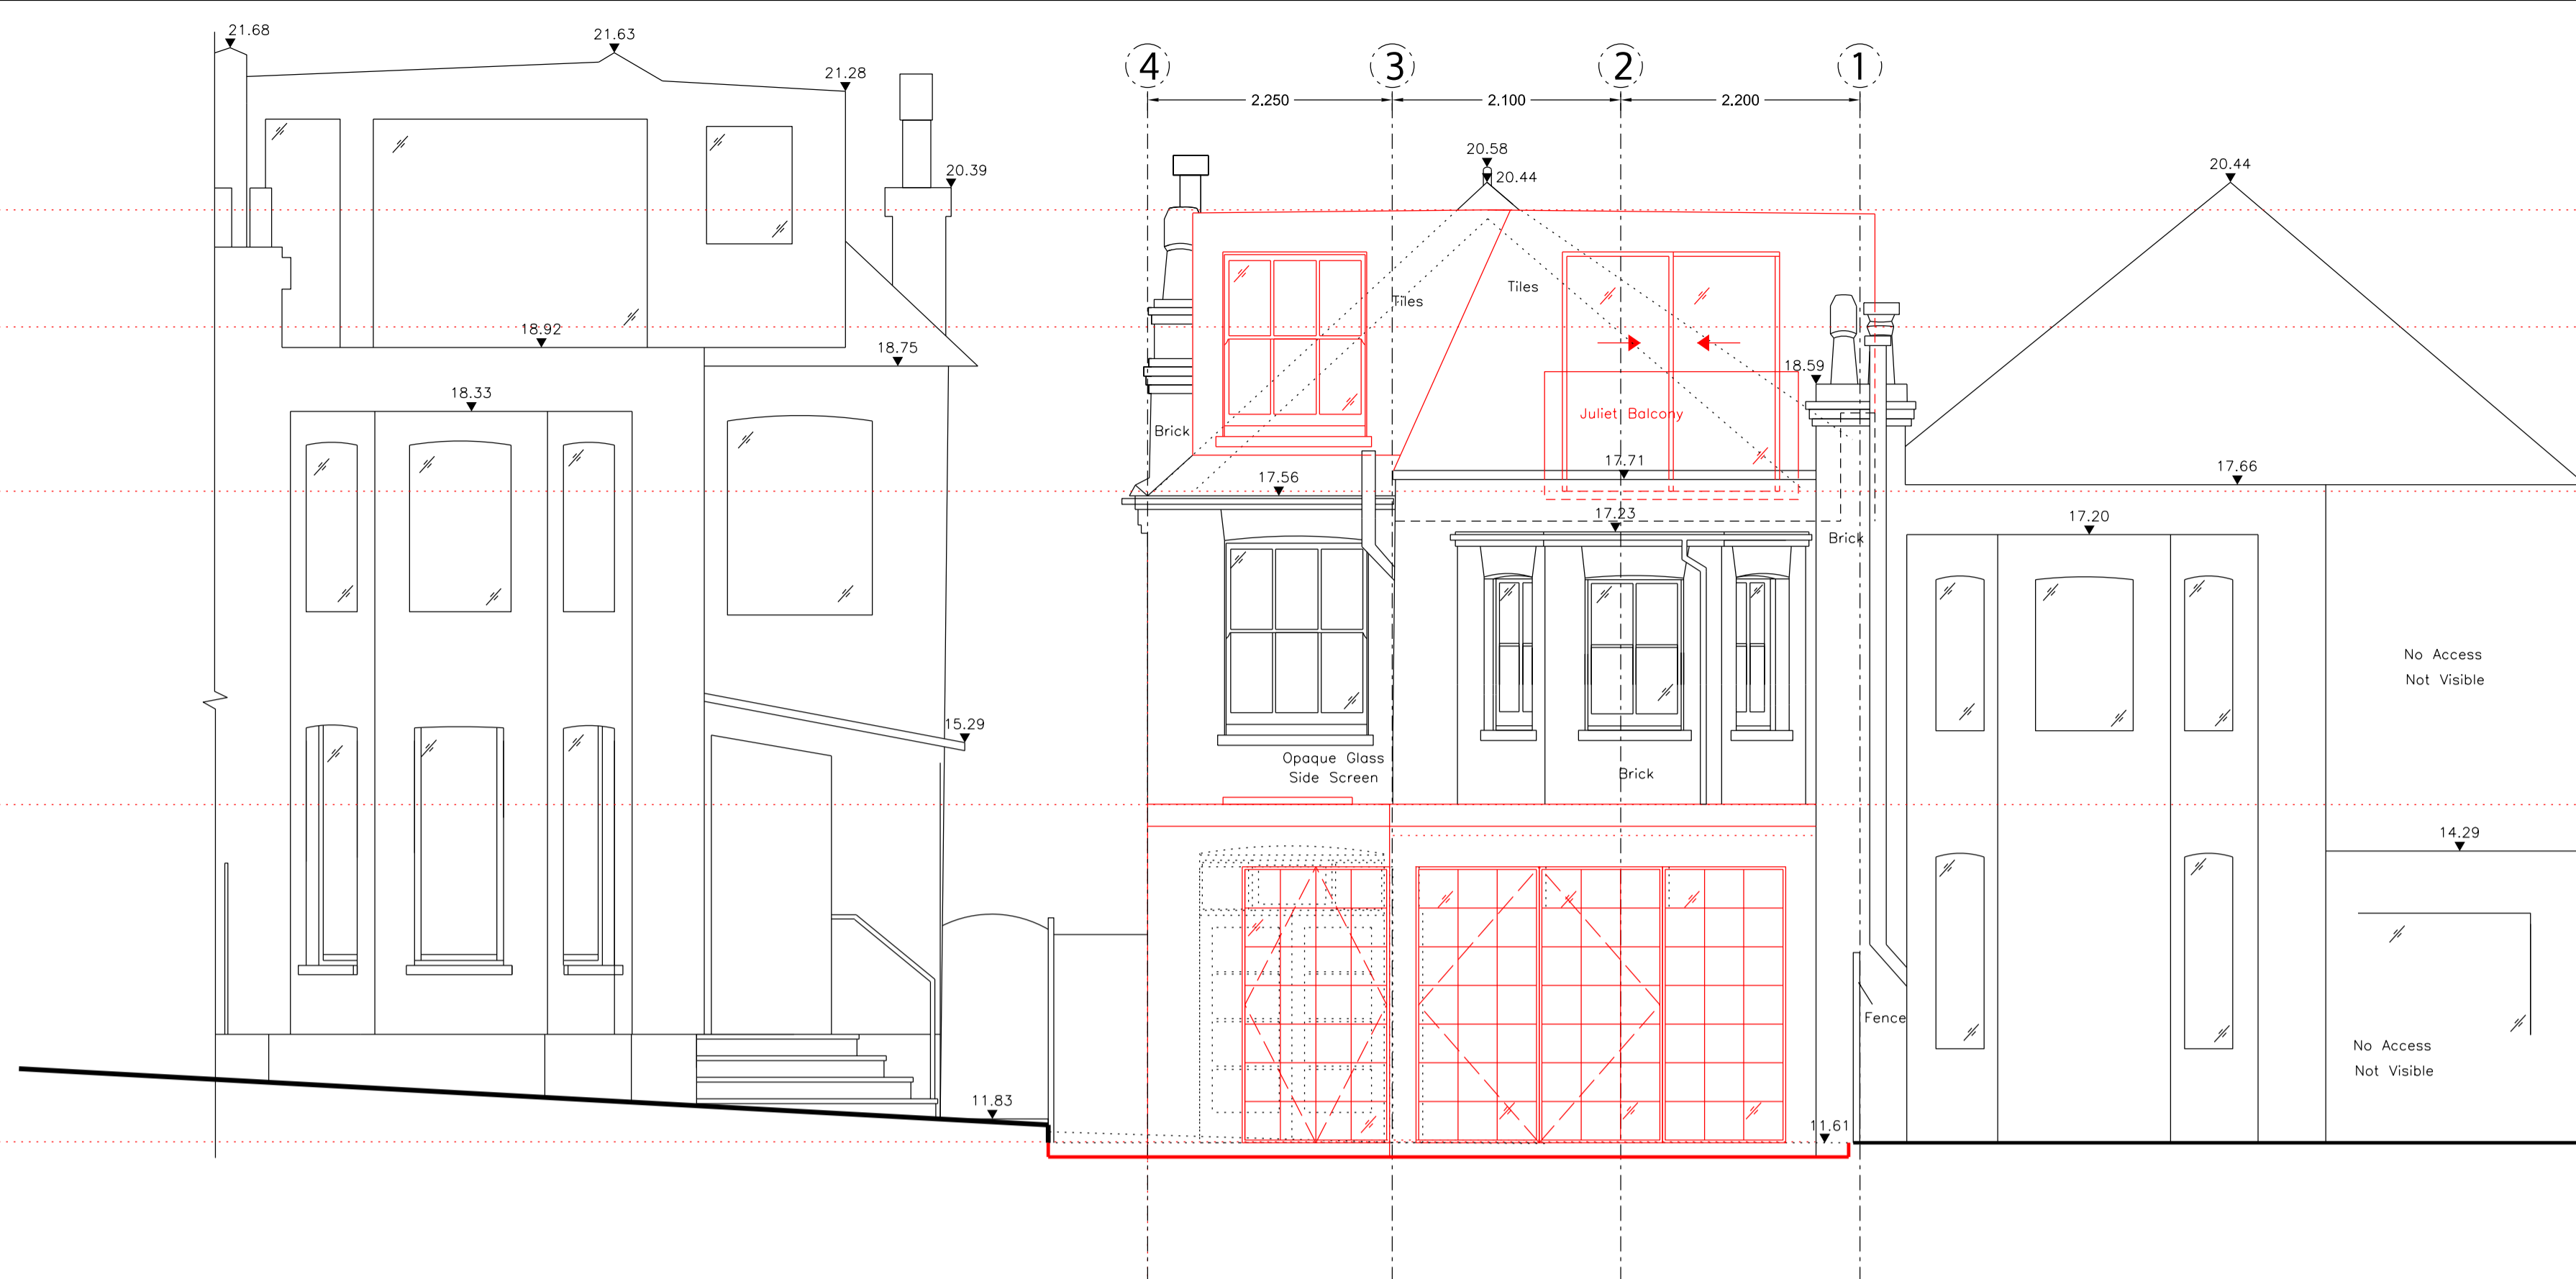 21.68
21.63
21.28
4
3
2
1
2.250
2.100
2.200
20.58
20.44
20.39
20.44
Tiles
Tiles
18.92
18.75
18.59
18.33
Juliet Balcony
Brick
17.71
17.56
17.66
17.23
17.20
Brick
No Access
Not Visible
15.29
Opaque Glass
Side Screen
Brick
14.29
Fence
No Access
Not Visible
11.83
11.61